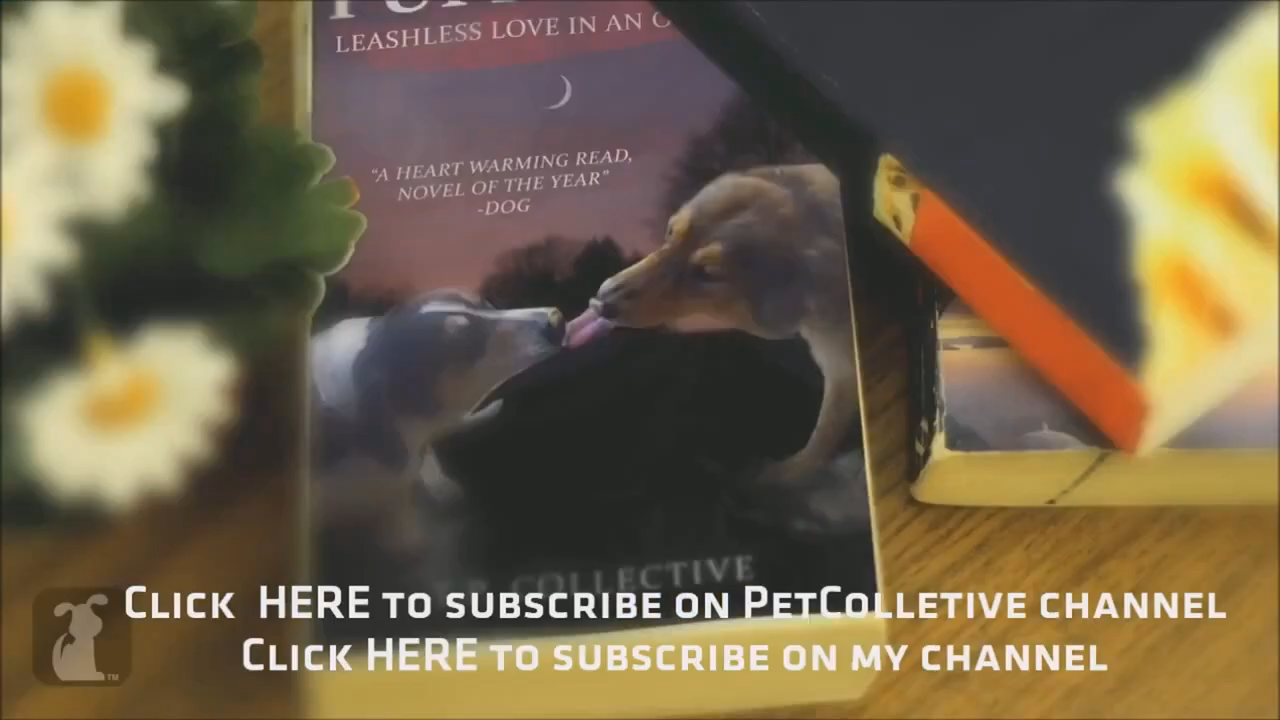 LEASHLESS LOVE IN AN
"A HEART WARMING READ,
NOVEL OF THE YEAR"
-DOG
COLLECTIVE
CLICK HERE TO SUBSCRIBE ON PETCOLLETIVE CHANNEL
CLICK HERE TO SUBSCRIBE ON MY CHANNEL
TM